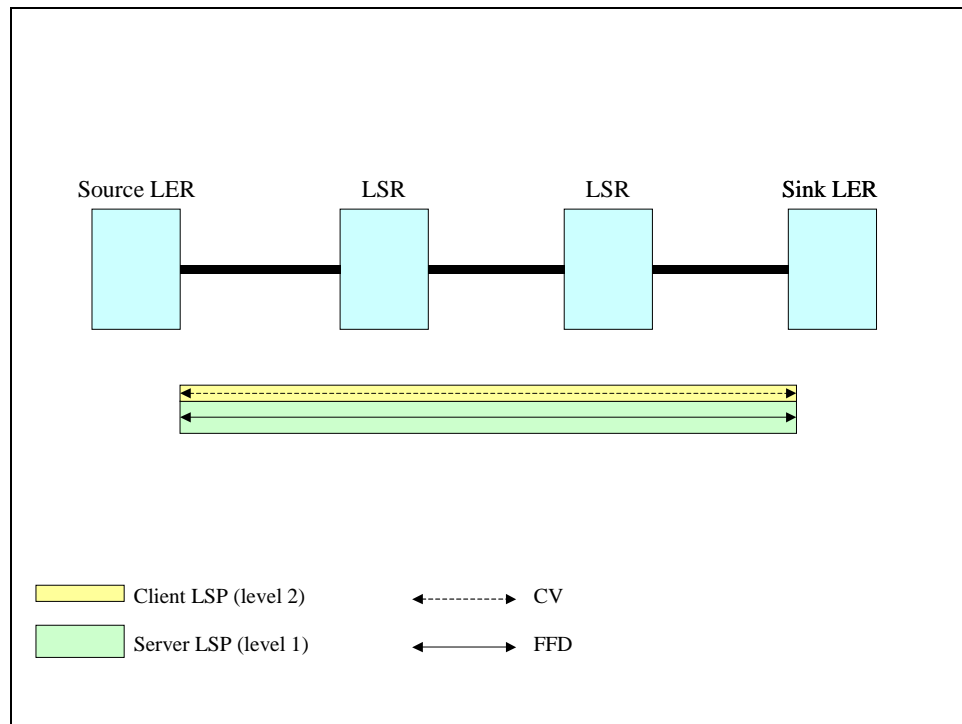 Source LER
LSR
LSR
Sink LER
Client LSP (level 2)
CV
Server LSP (level 1)
FFD